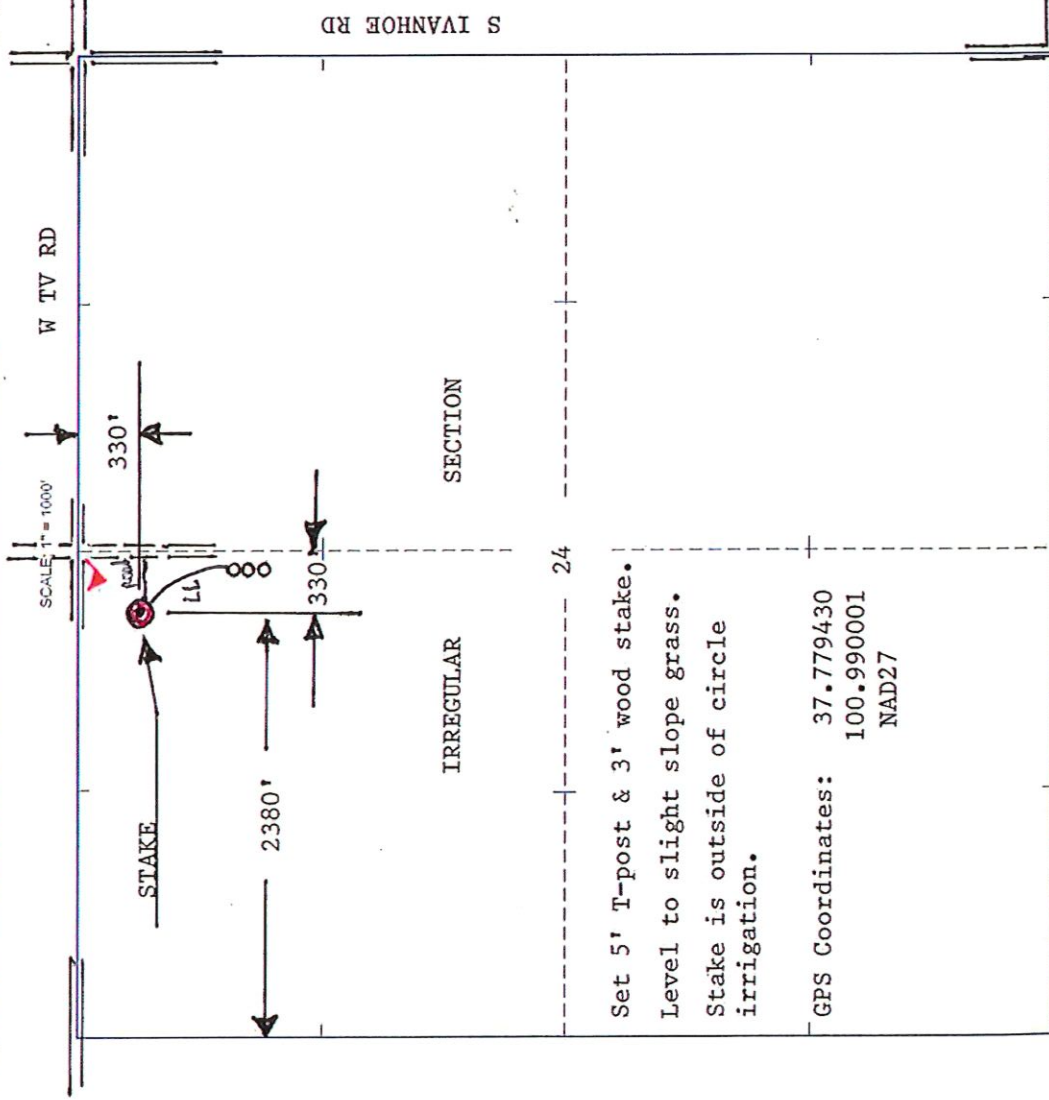 S IVANHOE RD
W TV RD
SCALE: 1" = 1000'
330'
LL
STAKE
330'
2380'
SECTION
IRREGULAR
24
Set 5' T-post & 3' wood stake.
Level to slight slope grass.
Stake is outside of circle
irrigation.
GPS Coordinates: 37.779430
100.990001
NAD27